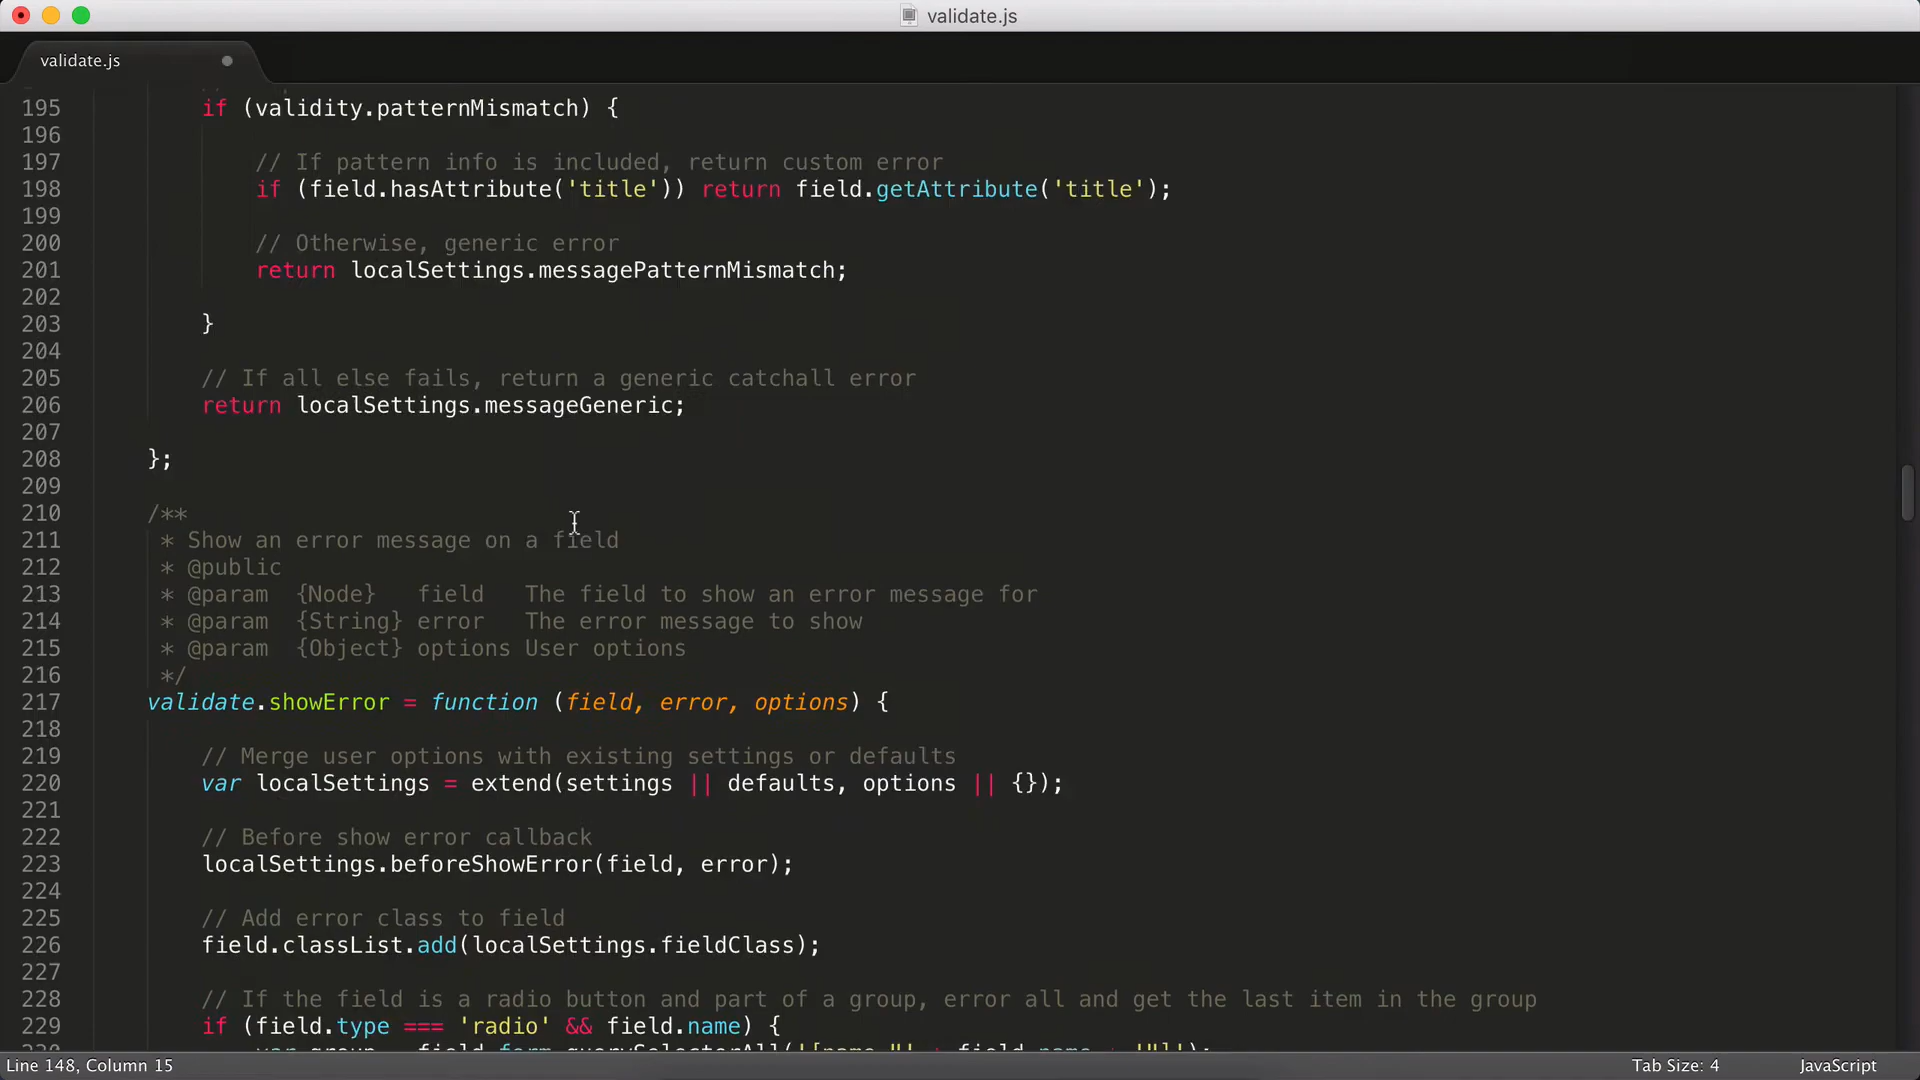 validate.js
validate.js
195 if (validity.patternMismatch) {
196
197 // If pattern info is included, return custom error
198 if (field.hasAttribute('title')) return field.getAttribute('title');
199
200 // Otherwise, generic error
201 return localSettings.messagePatternMismatch;
202
203 }
204
205 // If all else fails, return a generic catchall error
206 return localSettings.messageGeneric;
207
208 };
209
210 /**
211 * Show an error message on a field
212 * @public
213 * @param {Node} field The field to show an error message for
214 * @param {String} error The error message to show
215 * @param {Object} options User options
216 */
217 validate.showError = function (field, error, options) {
218
219 // Merge user options with existing settings or defaults
220 var localSettings = extend(settings || defaults, options || {});
221
222 // Before show error callback
223 localSettings.beforeShowError(field, error);
224
225 // Add error class to field
226 field.classList.add(localSettings.fieldClass);
227
228 // If the field is a radio button and part of a group, error all and get the last item in the group
229 if (field.type === 'radio' && field.name) {
Line 148, Column 15
Tab Size: 4
JavaScript